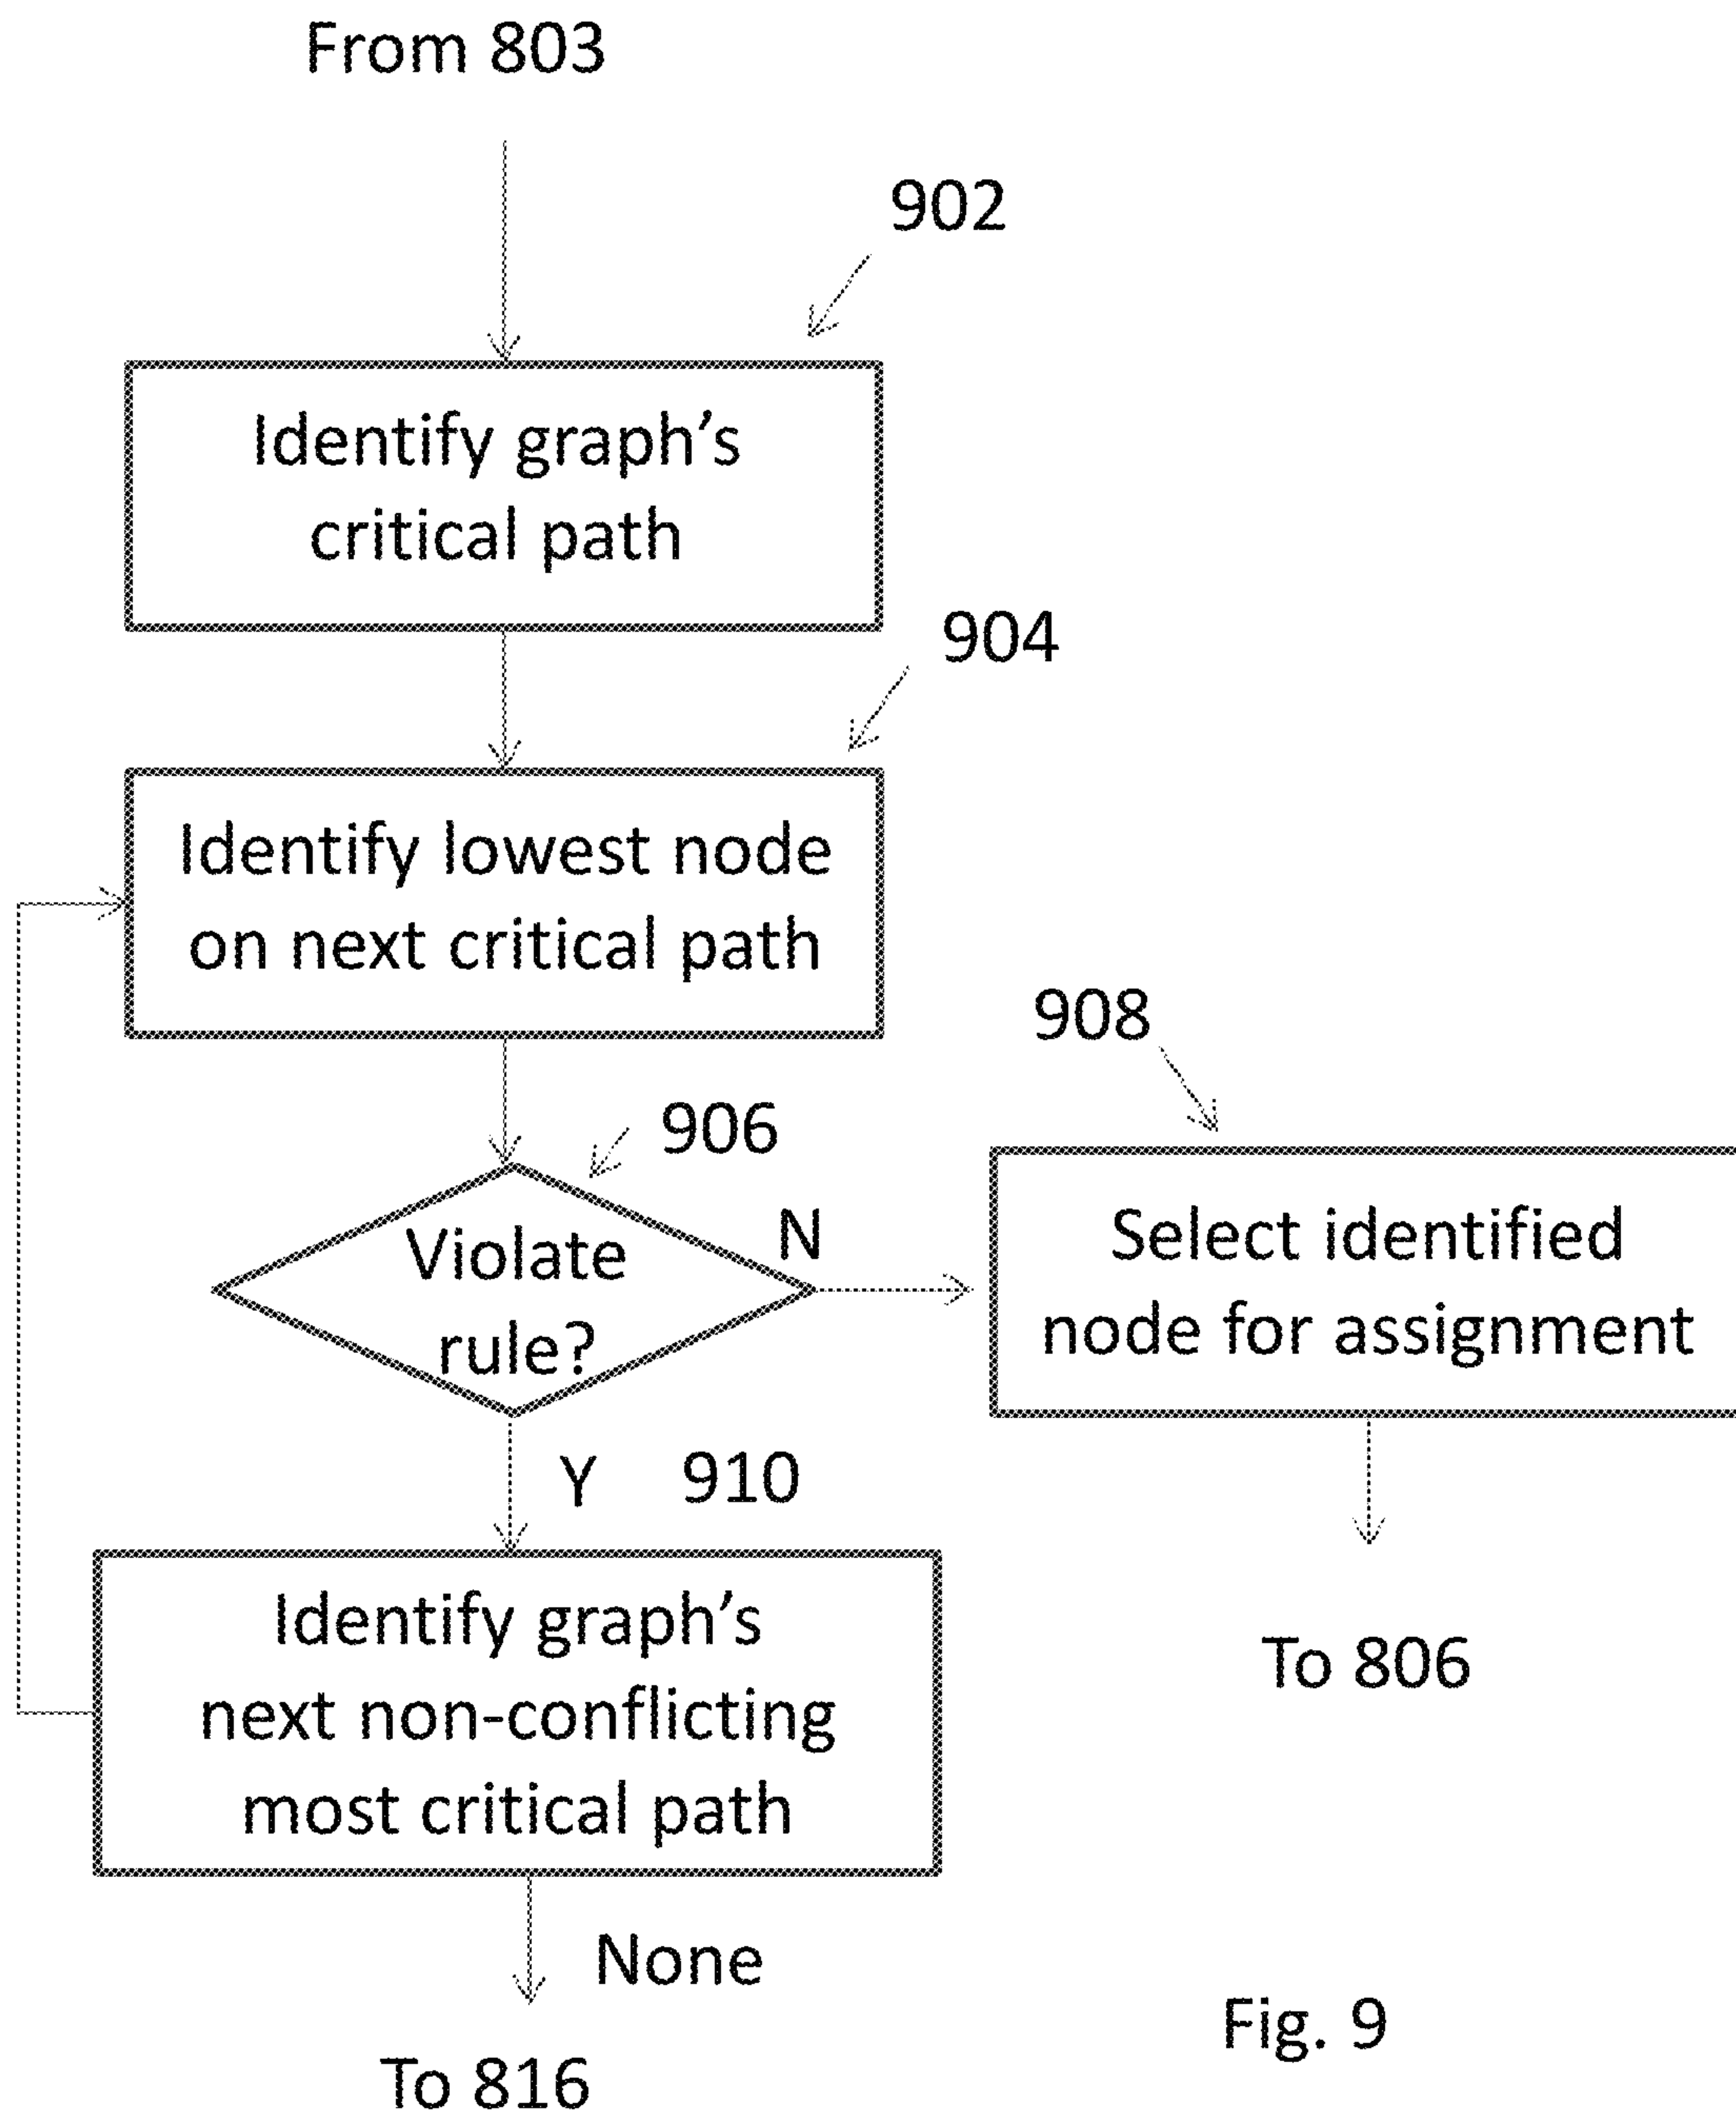 From 803
902
Identify graph's
critical path
904
Identify lowest node
on next critical path
908
906
Violate
rule?
N
Select identified
node for assignment
Y
910
Identify graph's
next non-conflicting
most critical path
To 806
None
To 816
Fig. 9